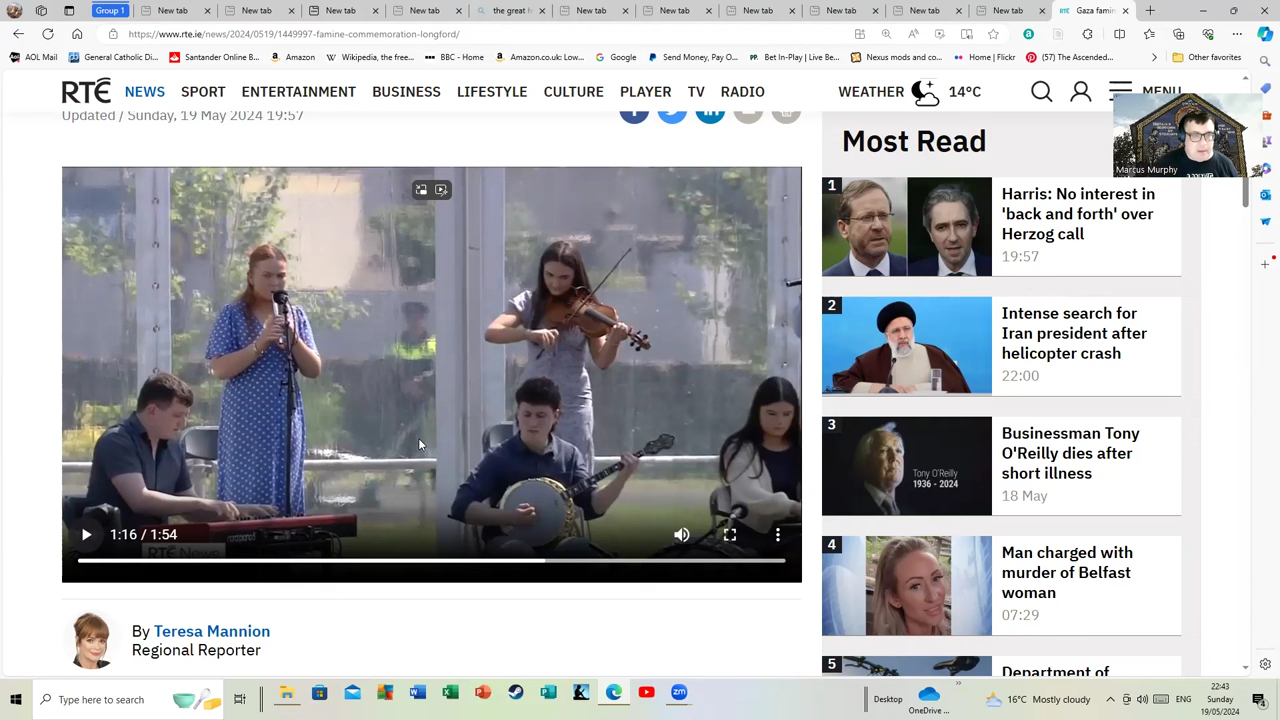 Group 1
New tab
New tab
New tab
New tab
the great h
New tab
New tab
New tab
New tab
New tab
New tab
New tab
Gaza famin
https://www.rte.ie/news/2024/0519/1449997-famine-commemoration-longford/
AOL Mail
General Catholic Di...
Santander Online B...
Amazon
Wikipedia, the free...
BBC - Home
Amazon.co.uk: Low...
Google
Send Money, Pay O...
Bet In-Play | Live Be...
Nexus mods and co...
Home | Flickr
(57) The Ascended...
Other favorites
RTÉ
NEWS
SPORT
ENTERTAINMENT
BUSINESS
LIFESTYLE
CULTURE
PLAYER
TV
RADIO
WEATHER
14°C
MENU
Updated / Sunday, 19 May 2024 19:57
Marcus Murphy
1:16 / 1:54
RTÉ News
By Teresa Mannion
Regional Reporter
Most Read
1
Harris: No interest in
'back and forth' over
Herzog call
19:57
2
Intense search for
Iran president after
helicopter crash
22:00
3
Tony O'Reilly
1936 - 2024
Businessman Tony
O'Reilly dies after
short illness
18 May
4
Man charged with
murder of Belfast
woman
07:29
5
Department of
Type here to search
Desktop
OneDrive ...
16°C Mostly cloudy
ENG
22:43
Sunday
19/05/2024